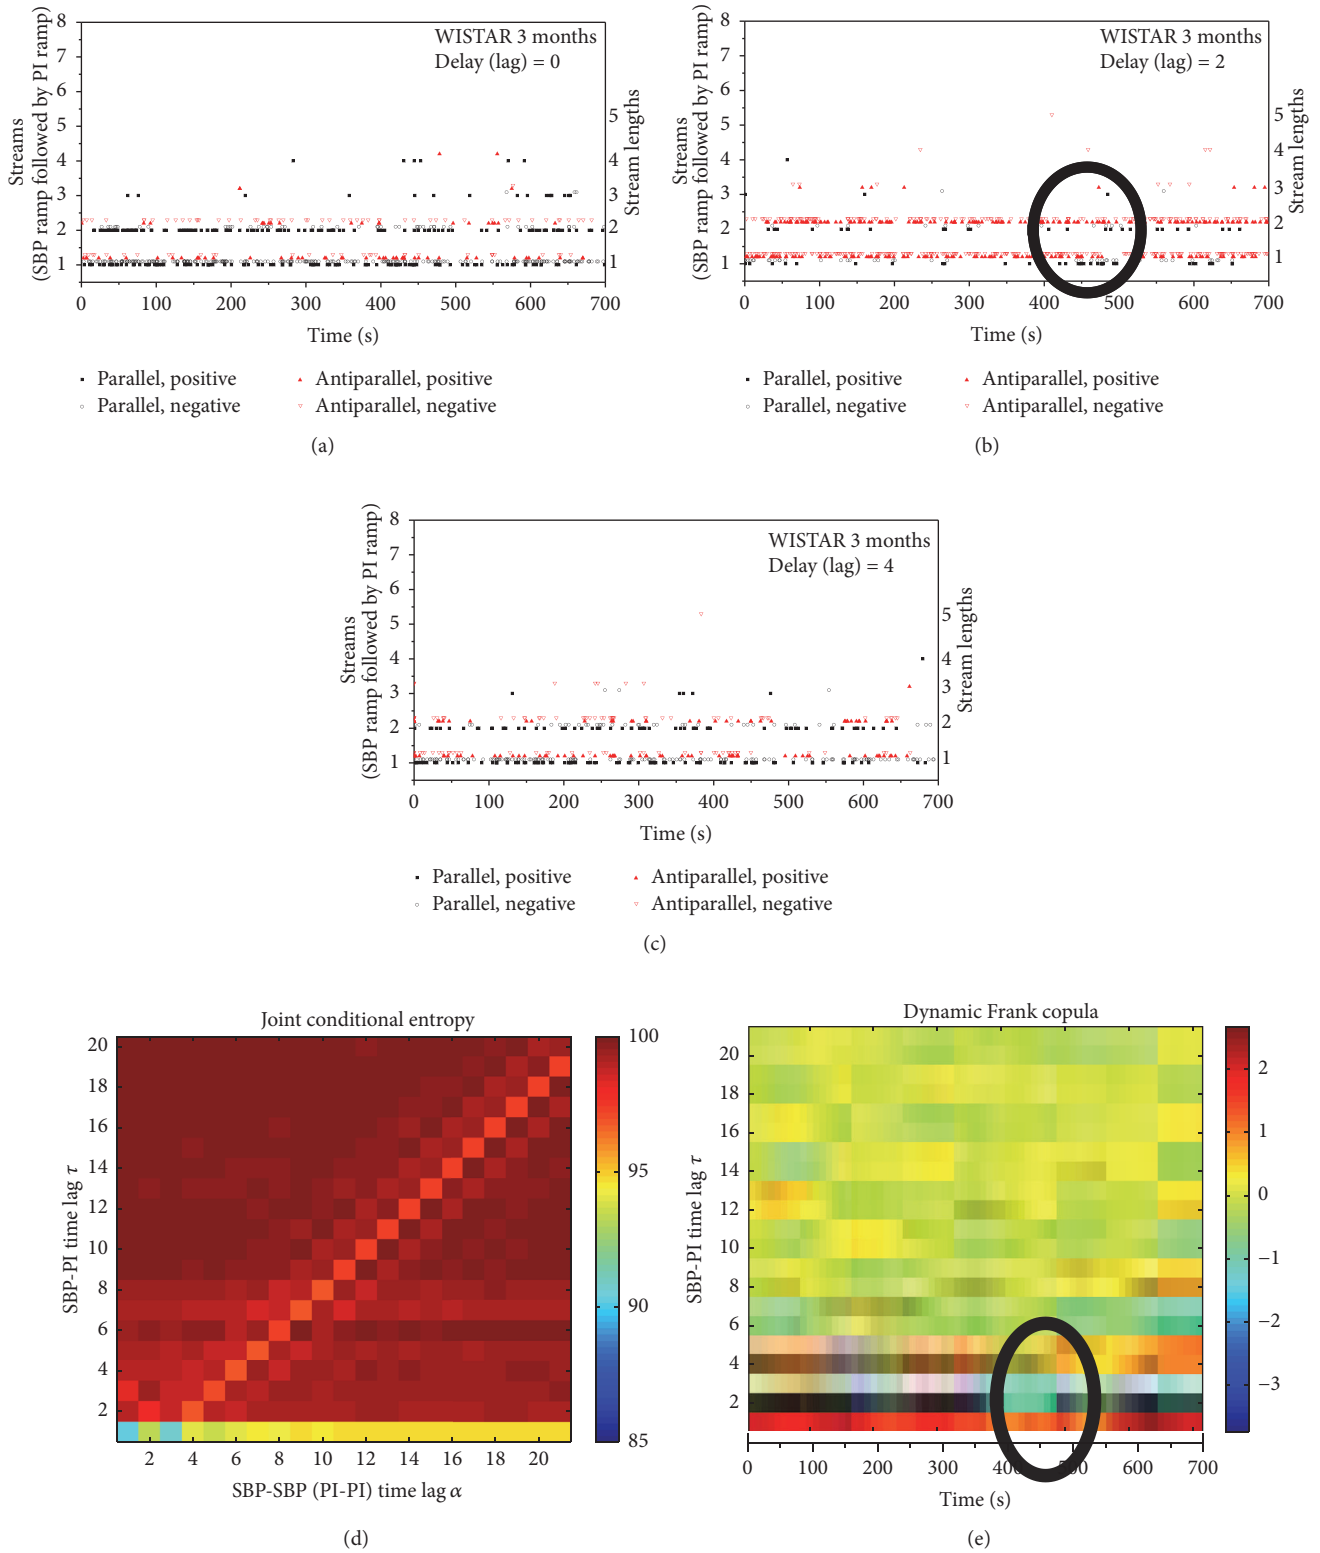 WISTAR 3 months
Delay (lag) = 0
Streams
(SBP ramp followed by PI ramp)
8
7
6
5
4
3
2
1
5
4
3
2
1
Stream lengths
0 100 200 300 400 500 600 700
Time (s)
Parallel, positive
Antiparallel, positive
Parallel, negative
Antiparallel, negative
(a)
WISTAR 3 months
Delay (lag) = 2
Streams
(SBP ramp followed by PI ramp)
8
7
6
5
4
3
2
1
5
4
3
2
1
Stream lengths
0 100 200 300 400 500 600 700
Time (s)
Parallel, positive
Antiparallel, positive
Parallel, negative
Antiparallel, negative
(b)
WISTAR 3 months
Delay (lag) = 4
Streams
(SBP ramp followed by PI ramp)
8
7
6
5
4
3
2
1
5
4
3
2
1
Stream lengths
0 100 200 300 400 500 600 700
Time (s)
Parallel, positive
Antiparallel, positive
Parallel, negative
Antiparallel, negative
(c)
Joint conditional entropy
SBP-PI time lag τ
20
18
16
14
12
10
8
6
4
2
2 4 6 8 10 12 14 16 18 20
SBP-SBP (PI-PI) time lag α
100
95
90
85
(d)
Dynamic Frank copula
SBP-PI time lag τ
20
18
16
14
12
10
8
6
4
2
0 100 200 300 400 500 600 700
Time (s)
2
1
0
−1
−2
−3
(e)